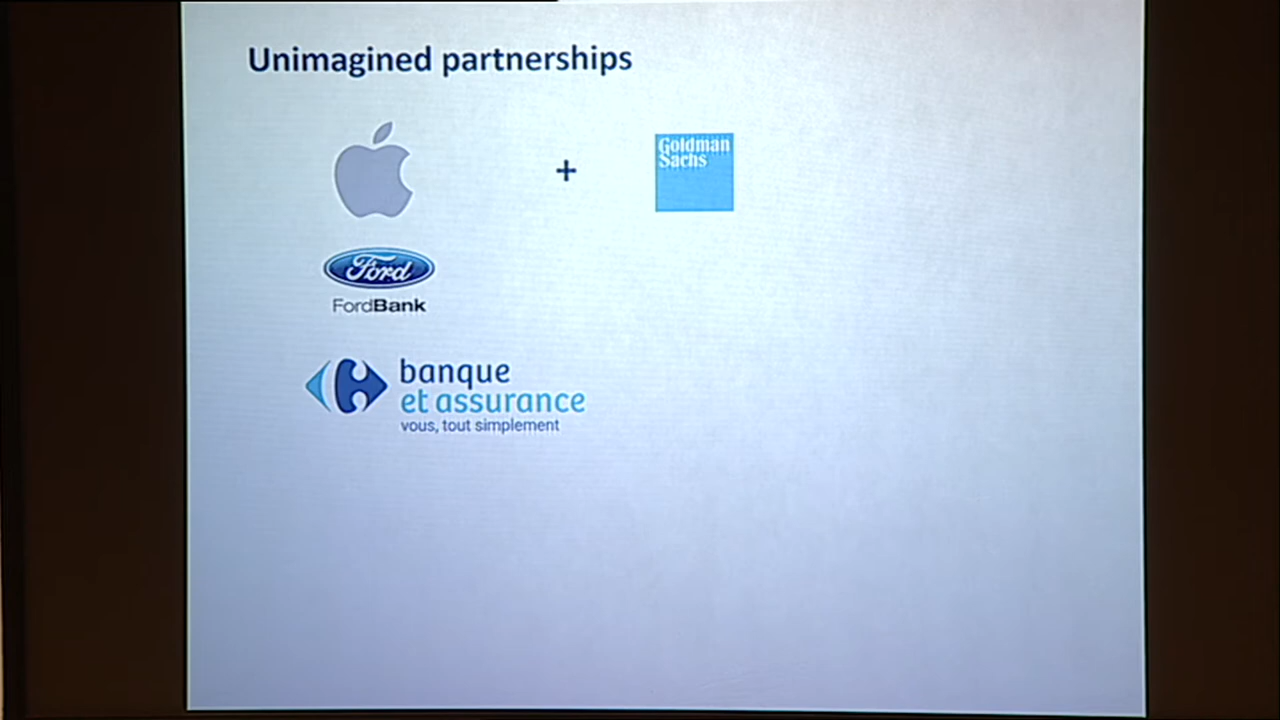 Unimagined partnerships
+
Goldman
Sachs
Ford
FordBank
banque
et assurance
vous, tout simplement